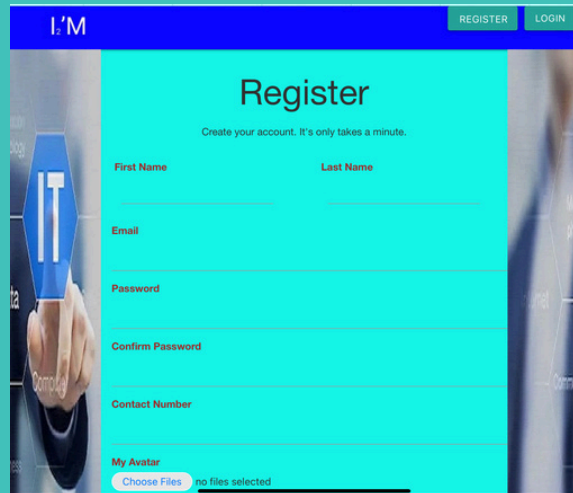 I₂'M
REGISTER LOGIN
Register
Create your account. It's only takes a minute.
First Name Last Name
Email
Password
Confirm Password
Contact Number
My Avatar
Choose Files no files selected
IT